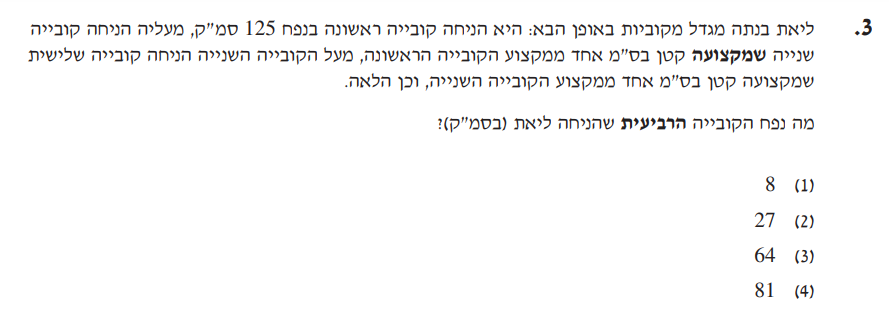 3. ליאת בנתה מגדל מקוביות באופן הבא: היא הניחה קובייה ראשונה בנפח 125 סמ"ק, מעליה הניחה קובייה
שנייה שמקצועה קטן בס"מ אחד ממקצוע הקובייה הראשונה, מעל הקובייה השנייה הניחה קובייה שלישית
שמקצועה קטן בס"מ אחד ממקצוע הקובייה השנייה, וכן הלאה.
מה נפח הקובייה הרביעית שהניחה ליאת (בסמ"ק)?
(1) 8
(2) 27
(3) 64
(4) 81